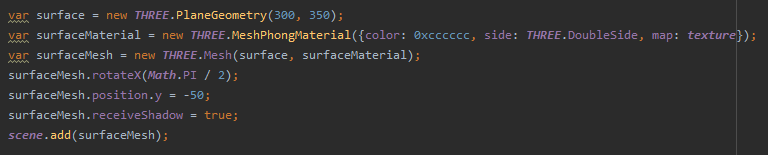 var surface = new THREE.PlaneGeometry(300, 350);
var surfaceMaterial = new THREE.MeshPhongMaterial({color: 0xcccccc, side: THREE.DoubleSide, map: texture});
var surfaceMesh = new THREE.Mesh(surface, surfaceMaterial);
surfaceMesh.rotateX(Math.PI / 2);
surfaceMesh.position.y = -50;
surfaceMesh.receiveShadow = true;
scene.add(surfaceMesh);